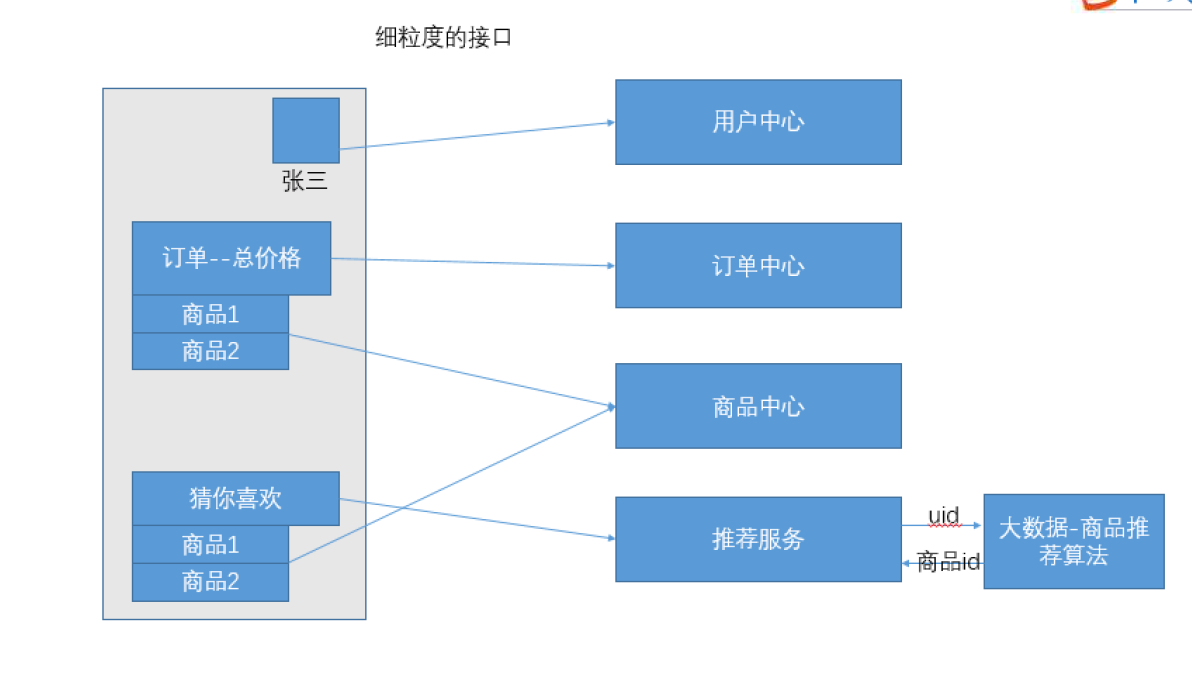 细粒度的接口
用户中心
张三
订单--总价格
订单中心
商品1
商品2
商品中心
猜你喜欢
商品1
商品2
推荐服务
uid
商品id
大数据-商品推
荐算法